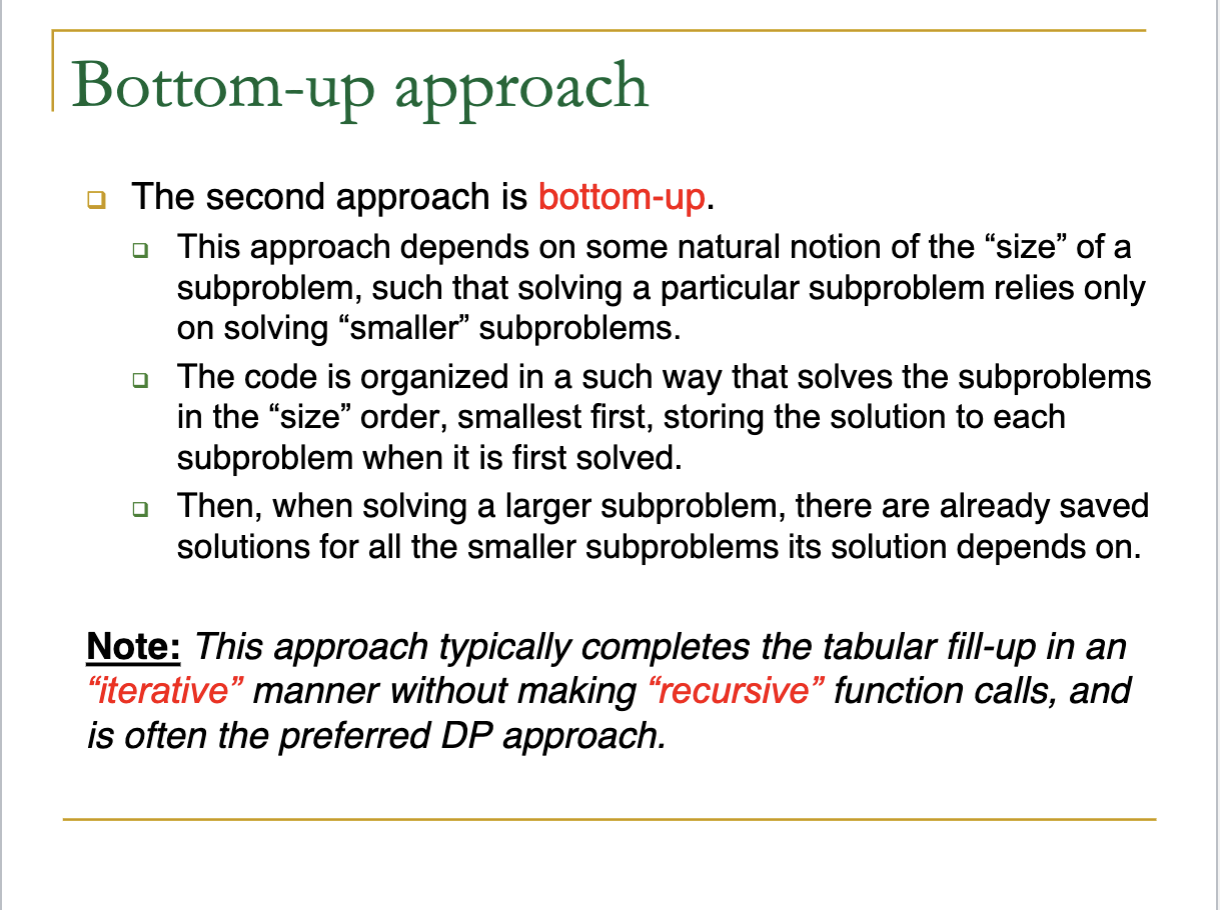 Bottom-up approach
The second approach is bottom-up.
This approach depends on some natural notion of the “size” of a
subproblem, such that solving a particular subproblem relies only
on solving “smaller” subproblems.
The code is organized in a such way that solves the subproblems
in the “size” order, smallest first, storing the solution to each
subproblem when it is first solved.
Then, when solving a larger subproblem, there are already saved
solutions for all the smaller subproblems its solution depends on.
Note: This approach typically completes the tabular fill-up in an
“iterative” manner without making “recursive” function calls, and
is often the preferred DP approach.